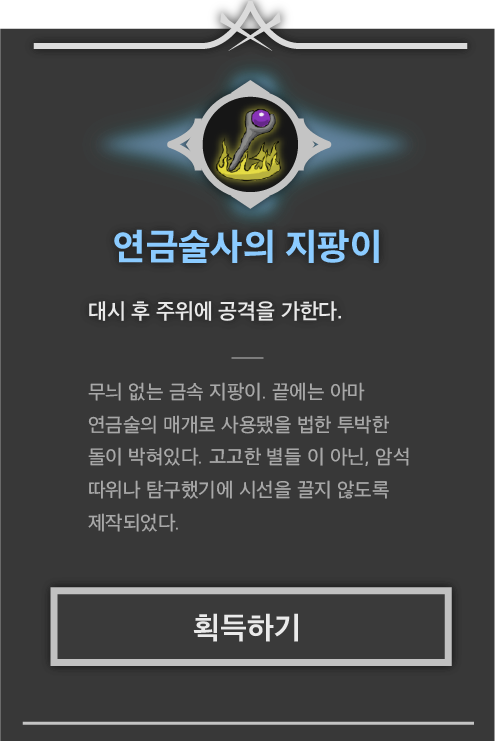 연금술사의 지팡이
대시 후 주위에 공격을 가한다.
무늬 없는 금속 지팡이. 끝에는 아마
연금술의 매개로 사용됐을 법한 투박한
돌이 박혀있다. 고고한 별들 이 아닌, 암석
따위나 탐구했기에 시선을 끌지 않도록
제작되었다.
획득하기